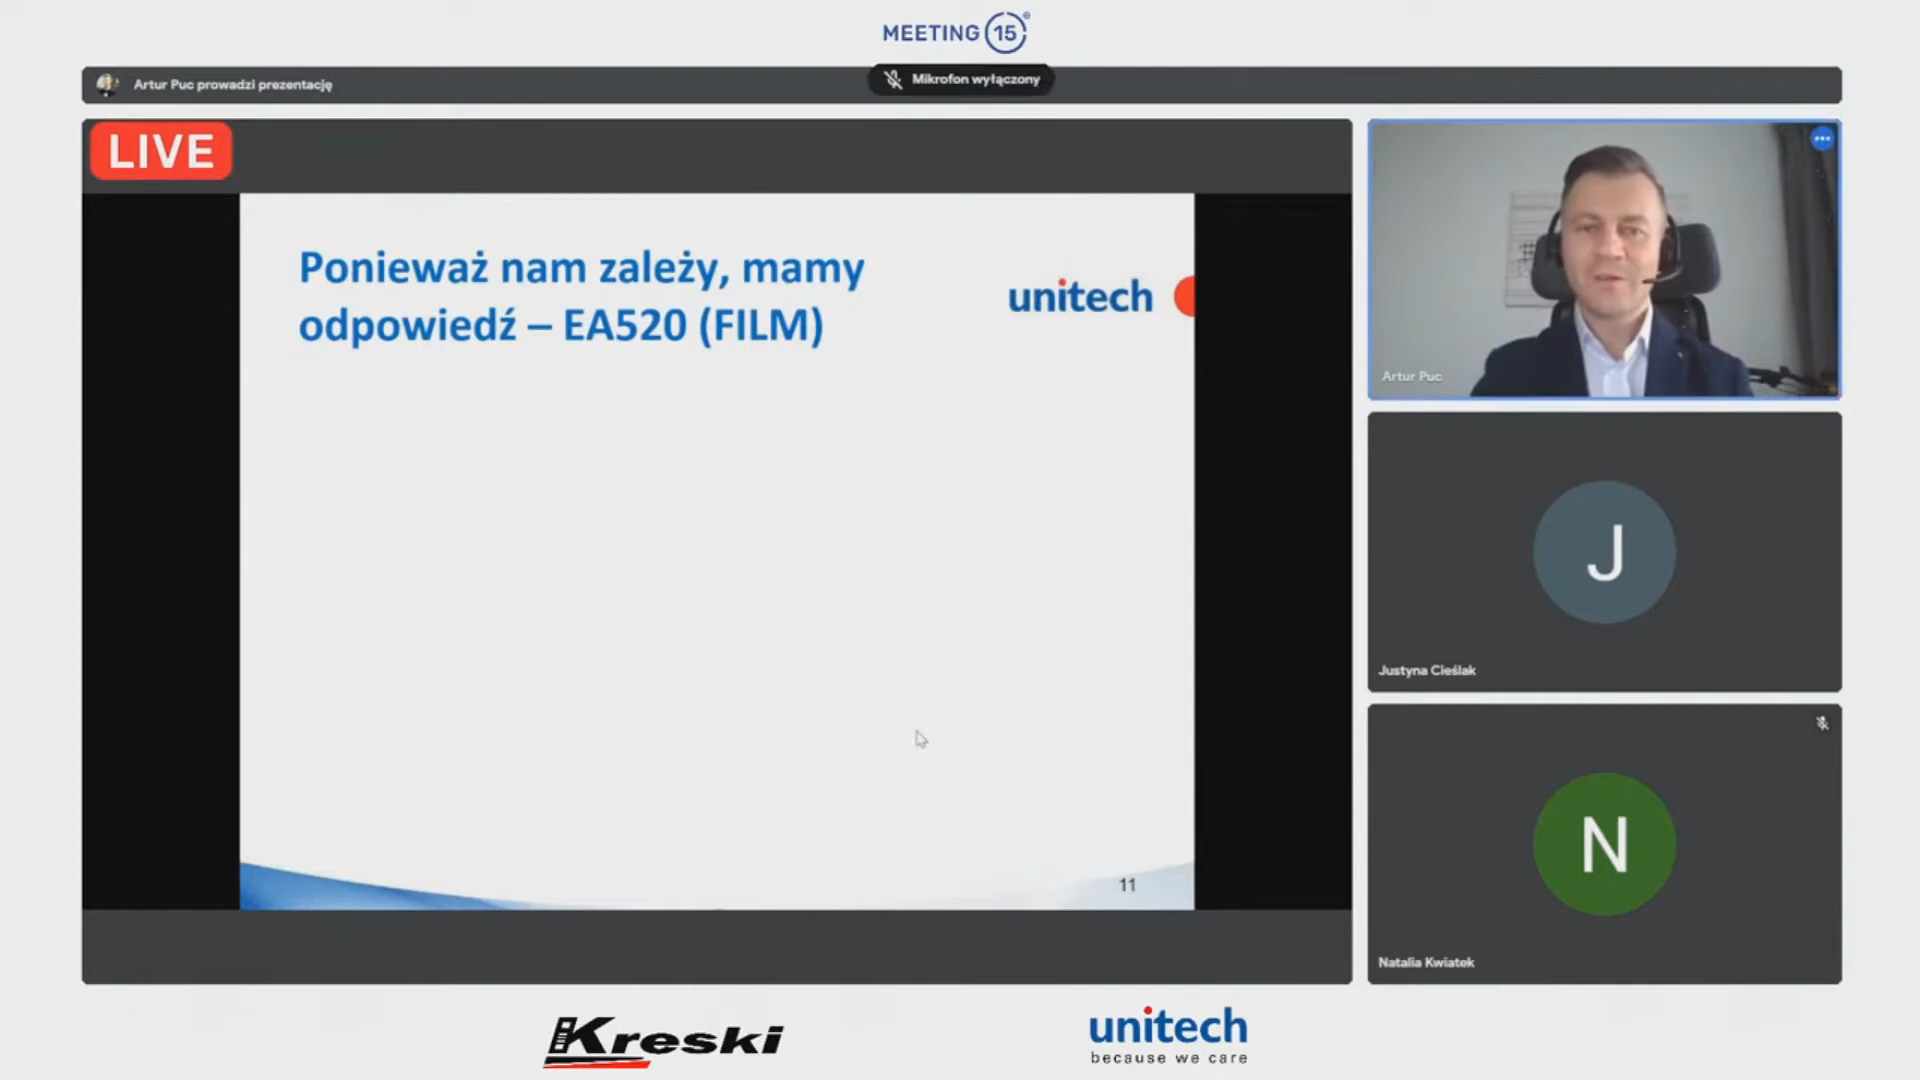 MEETING 15
Artur Puc prowadzi prezentację
Mikrofon wyłączony
LIVE
Ponieważ nam zależy, mamy
odpowiedź – EA520 (FILM)
unitech
11
Artur Puc
J
Justyna Cieślak
N
Natalia Kwiatek
Kreski
unitech
because we care